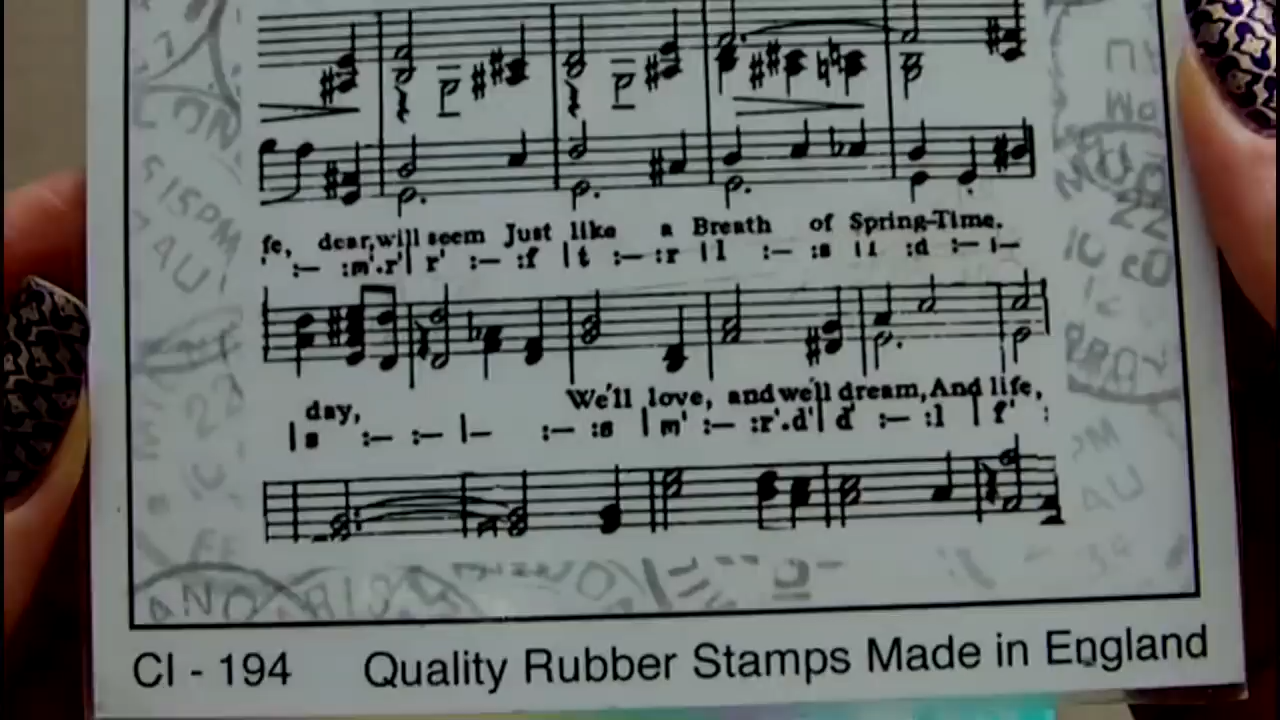 fe, dear, will seem Just like a Breath of Spring-Time.
:— :m'.r'| r' :— :f |t :— :r |l :— :s |l :d :— |—
day, We'll love, and we'll dream, And life,
|s :— :— |— :— :s |m' :— :r'.d'| d' :— :l | f' :
CI - 194 Quality Rubber Stamps Made in England